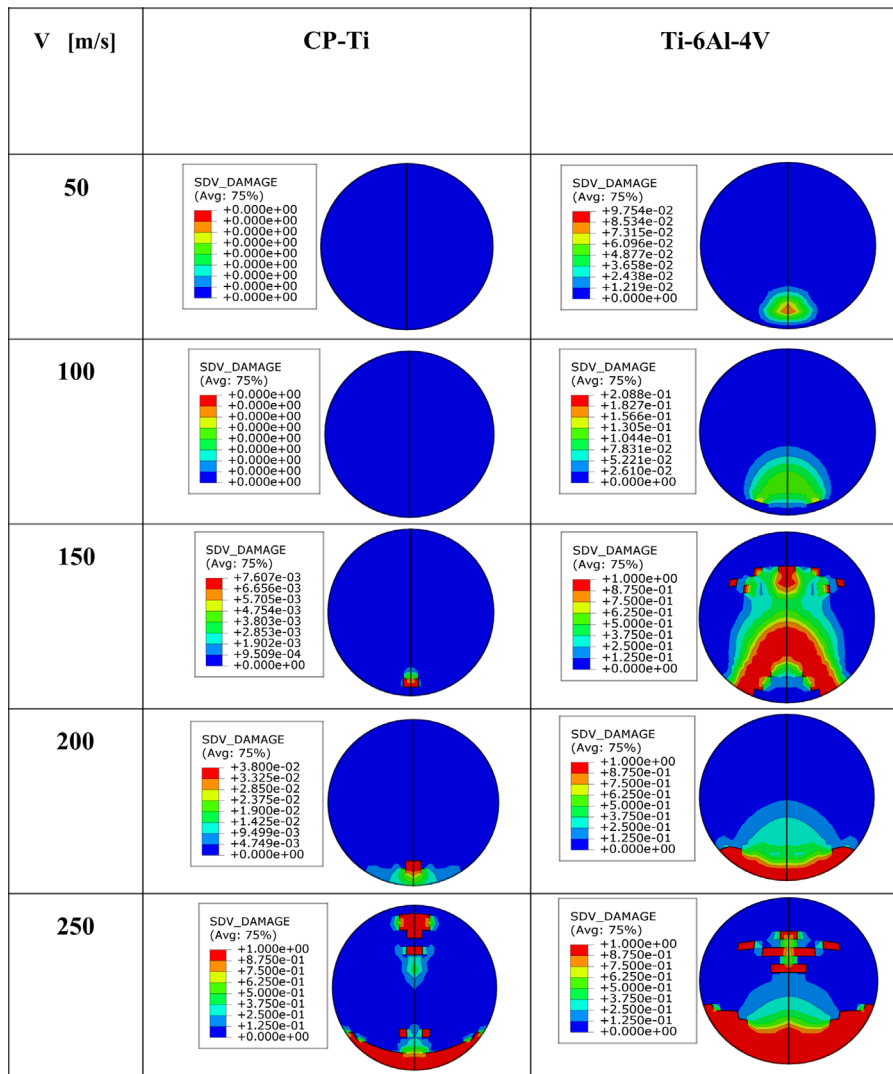 V [m/s]
CP-Ti
Ti-6Al-4V
50
SDV_DAMAGE
(Avg: 75%)
+0.000e+00
+0.000e+00
+0.000e+00
+0.000e+00
+0.000e+00
+0.000e+00
+0.000e+00
+0.000e+00
+0.000e+00
SDV_DAMAGE
(Avg: 75%)
+9.754e-02
+8.534e-02
+7.315e-02
+6.096e-02
+4.877e-02
+3.658e-02
+2.438e-02
+1.219e-02
+0.000e+00
100
SDV_DAMAGE
(Avg: 75%)
+0.000e+00
+0.000e+00
+0.000e+00
+0.000e+00
+0.000e+00
+0.000e+00
+0.000e+00
+0.000e+00
+0.000e+00
SDV_DAMAGE
(Avg: 75%)
+2.088e-01
+1.827e-01
+1.566e-01
+1.305e-01
+1.044e-01
+7.831e-02
+5.221e-02
+2.610e-02
+0.000e+00
150
SDV_DAMAGE
(Avg: 75%)
+7.607e-03
+6.656e-03
+5.705e-03
+4.754e-03
+3.803e-03
+2.853e-03
+1.902e-03
+9.509e-04
+0.000e+00
SDV_DAMAGE
(Avg: 75%)
+1.000e+00
+8.750e-01
+7.500e-01
+6.250e-01
+5.000e-01
+3.750e-01
+2.500e-01
+1.250e-01
+0.000e+00
200
SDV_DAMAGE
(Avg: 75%)
+3.800e-02
+3.325e-02
+2.850e-02
+2.375e-02
+1.900e-02
+1.425e-02
+9.499e-03
+4.749e-03
+0.000e+00
SDV_DAMAGE
(Avg: 75%)
+1.000e+00
+8.750e-01
+7.500e-01
+6.250e-01
+5.000e-01
+3.750e-01
+2.500e-01
+1.250e-01
+0.000e+00
250
SDV_DAMAGE
(Avg: 75%)
+1.000e+00
+8.750e-01
+7.500e-01
+6.250e-01
+5.000e-01
+3.750e-01
+2.500e-01
+1.250e-01
+0.000e+00
SDV_DAMAGE
(Avg: 75%)
+1.000e+00
+8.750e-01
+7.500e-01
+6.250e-01
+5.000e-01
+3.750e-01
+2.500e-01
+1.250e-01
+0.000e+00